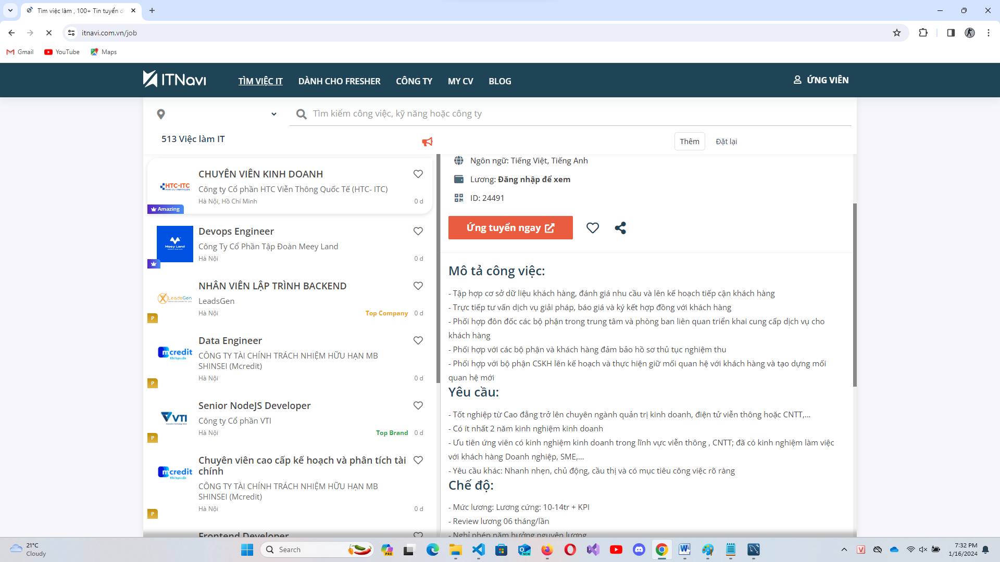 Tìm việc làm , 100+ Tin tuyển d
itnavi.com.vn/job
Gmail
YouTube
Maps
ITNavi
TÌM VIỆC IT
DÀNH CHO FRESHER
CÔNG TY
MY CV
BLOG
ỨNG VIÊN
Tìm kiếm công việc, kỹ năng hoặc công ty
513 Việc làm IT
Thêm
Đặt lại
HTC-ITC
CHUYÊN VIÊN KINH DOANH
Công ty Cổ phần HTC Viễn Thông Quốc Tế (HTC- ITC)
Hà Nội, Hồ Chí Minh
0 d
Amazing
Meey Land
Devops Engineer
Công Ty Cổ Phần Tập Đoàn Meey Land
Hà Nội
0 d
LeadsGen
NHÂN VIÊN LẬP TRÌNH BACKEND
LeadsGen
Hà Nội
Top Company
0 d
P
mcredit
Khi bạn cần
Data Engineer
CÔNG TY TÀI CHÍNH TRÁCH NHIỆM HỮU HẠN MB
SHINSEI (Mcredit)
Hà Nội
0 d
P
VTI
Senior NodeJS Developer
Công ty Cổ phần VTI
Hà Nội
Top Brand
0 d
P
mcredit
Khi bạn cần
Chuyên viên cao cấp kế hoạch và phân tích tài
chính
CÔNG TY TÀI CHÍNH TRÁCH NHIỆM HỮU HẠN MB
SHINSEI (Mcredit)
Hà Nội
0 d
P
Frontend Developer
Ngôn ngữ: Tiếng Việt, Tiếng Anh
Lương: Đăng nhập để xem
ID: 24491
Ứng tuyển ngay
Mô tả công việc:
- Tập hợp cơ sở dữ liệu khách hàng, đánh giá nhu cầu và lên kế hoạch tiếp cận khách hàng
- Trực tiếp tư vấn dịch vụ giải pháp, báo giá và ký kết hợp đồng với khách hàng
- Phối hợp đôn đốc các bộ phận trong trung tâm và phòng ban liên quan triển khai cung cấp dịch vụ cho
khách hàng
- Phối hợp với các bộ phận và khách hàng đảm bảo hồ sơ thủ tục nghiệm thu
- Phối hợp với bộ phận CSKH lên kế hoạch và thực hiện giữ mối quan hệ với khách hàng và tạo dựng mối
quan hệ mới
Yêu cầu:
- Tốt nghiệp từ Cao đẳng trở lên chuyên ngành quản trị kinh doanh, điện tử viễn thông hoặc CNTT,...
- Có ít nhất 2 năm kinh nghiệm kinh doanh
- Ưu tiên ứng viên có kinh nghiệm kinh doanh trong lĩnh vực viễn thông , CNTT; đã có kinh nghiệm làm việc
với khách hàng Doanh nghiệp, SME,...
- Yêu cầu khác: Nhanh nhẹn, chủ động, cầu thị và có mục tiêu công việc rõ ràng
Chế độ:
- Mức lương: Lương cứng: 10-14tr + KPI
- Review lương 06 tháng/lần
- Nghỉ phép năm hưởng nguyên lương
21°C
Cloudy
Search
PRE
NEW
7:32 PM
1/16/2024